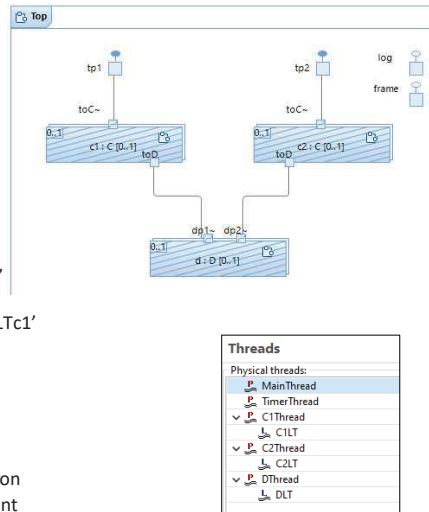 Top
tp1
tp2
log
frame
toC~
toC~
0..1
c1 : C [0..1]
toD
0..1
c2 : C [0..1]
toD
dp1~
dp2~
0..1
d : D [0..1]
LTc1’
Threads
Physical threads:
MainThread
TimerThread
C1Thread
C1LT
C2Thread
C2LT
DThread
DLT
on
nt